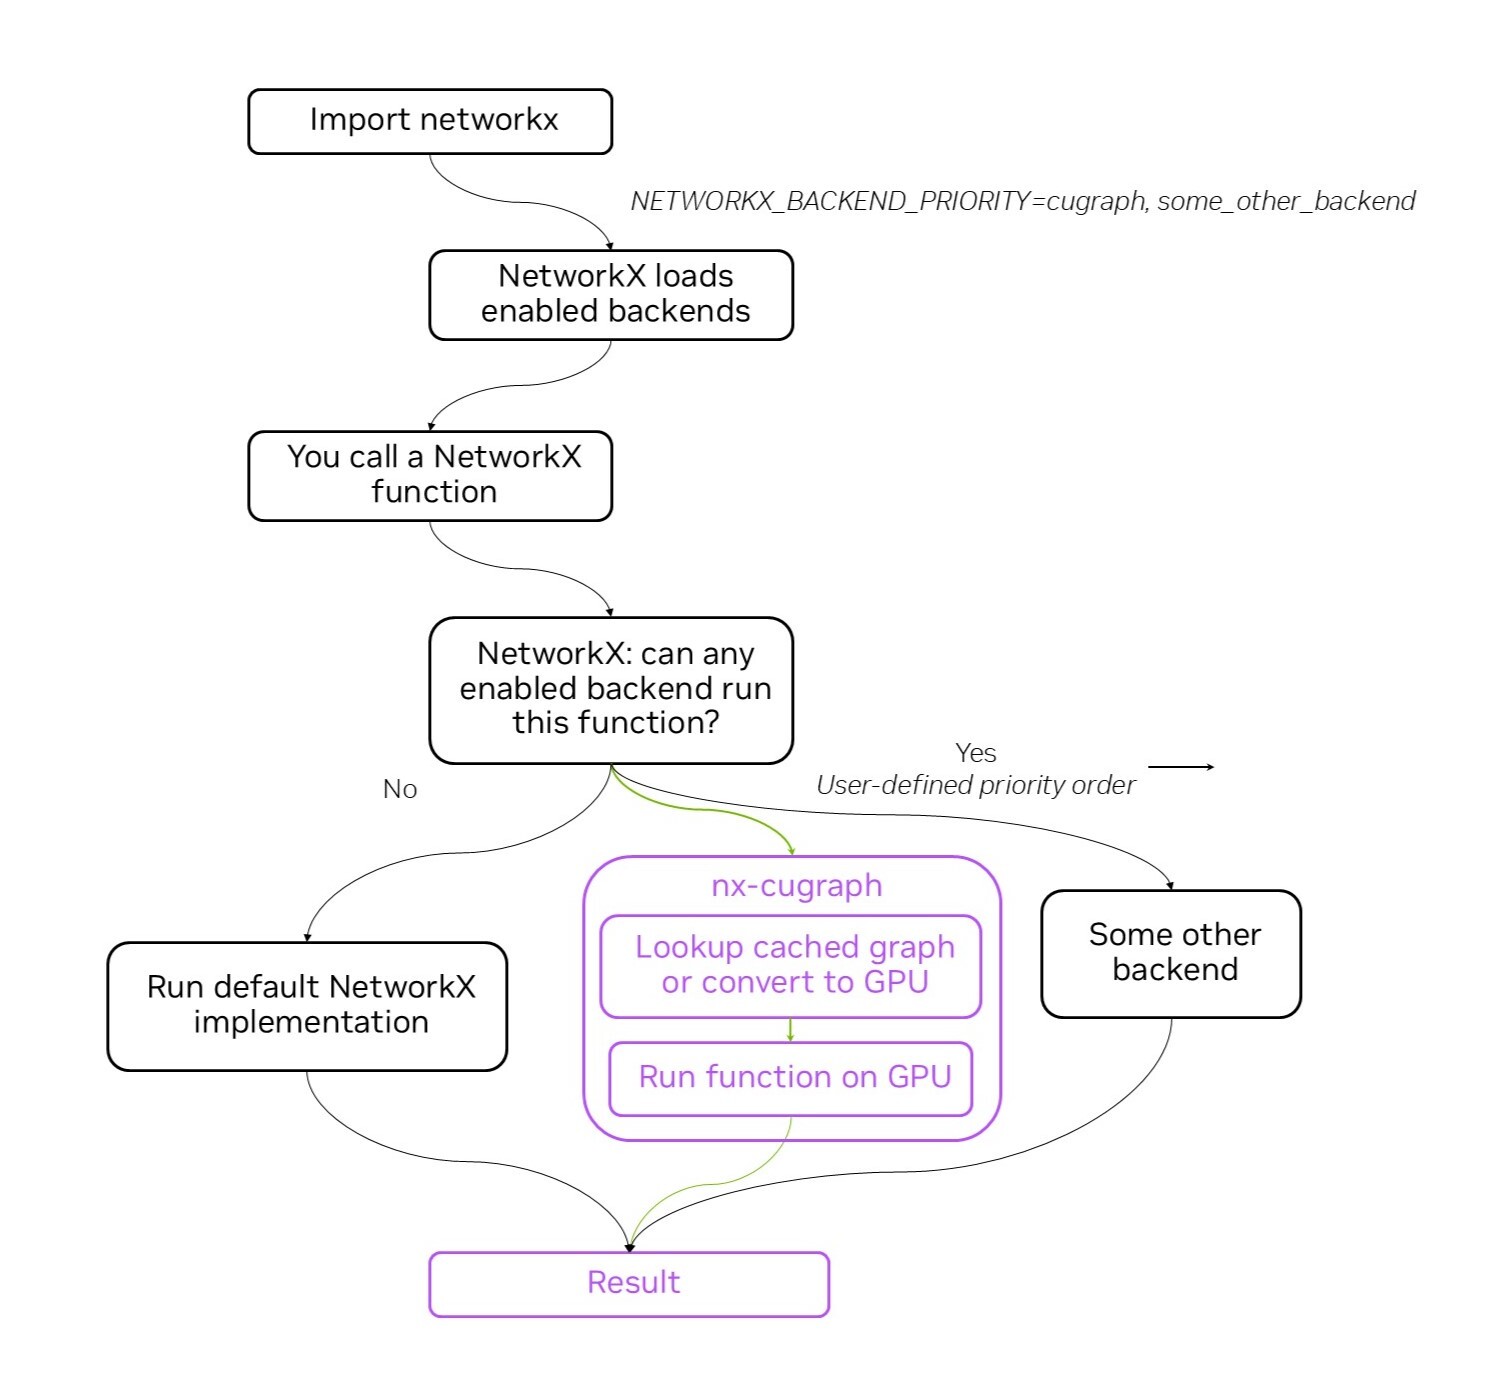 Import networkx
NETWORKX_BACKEND_PRIORITY=cugraph, some_other_backend
NetworkX loads
enabled backends
You call a NetworkX
function
NetworkX: can any
enabled backend run
this function?
No
Yes
User-defined priority order
nx-cugraph
Lookup cached graph
or convert to GPU
Run function on GPU
Some other
backend
Run default NetworkX
implementation
Result